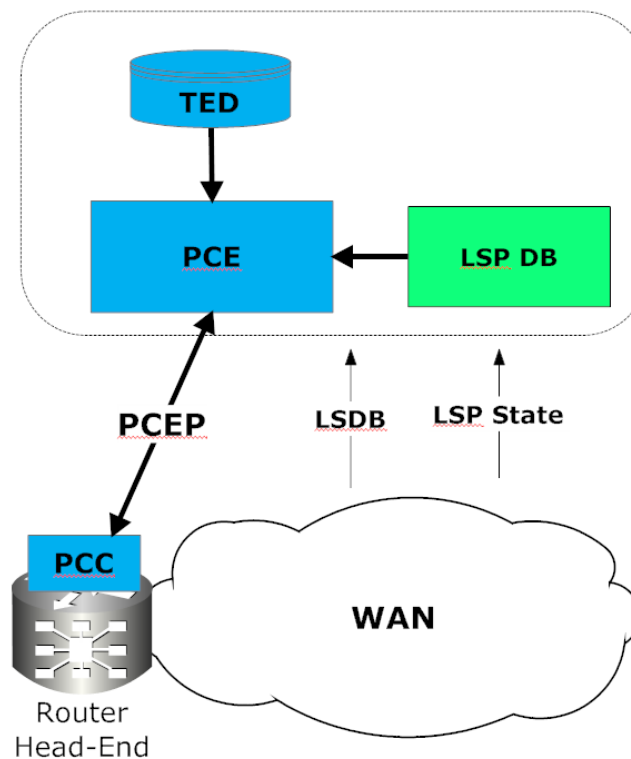 TED
PCE
LSP DB
PCEP
LSDB
LSP State
PCC
WAN
Router
Head-End